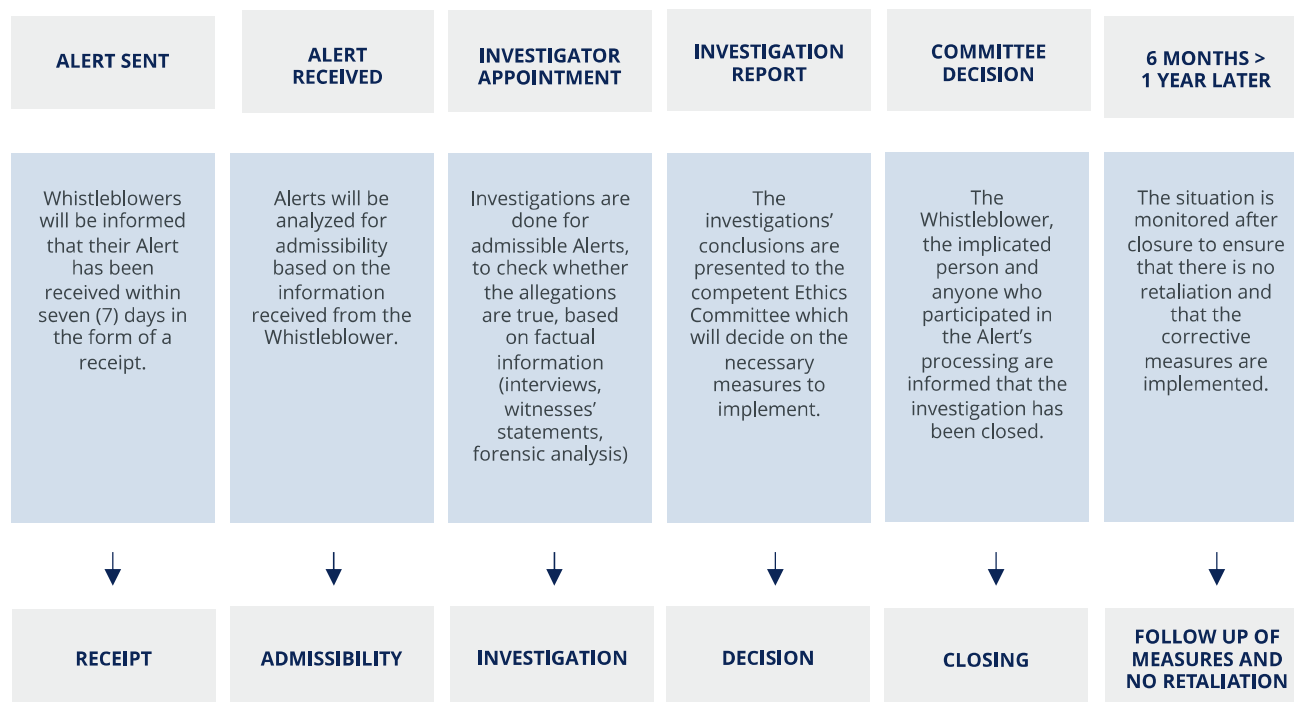 ALERT SENT
ALERT
RECEIVED
INVESTIGATOR
APPOINTMENT
INVESTIGATION
REPORT
COMMITTEE
DECISION
6 MONTHS >
1 YEAR LATER
Whistleblowers
will be informed
that their Alert
has been
received within
seven (7) days in
the form of a
receipt.
Alerts will be
analyzed for
admissibility
based on the
information
received from the
Whistleblower.
Investigations are
done for
admissible Alerts,
to check whether
the allegations
are true, based
on factual
information
(interviews,
witnesses’
statements,
forensic analysis)
The
investigations’
conclusions are
presented to the
competent Ethics
Committee which
will decide on the
necessary
measures to
implement.
The
Whistleblower,
the implicated
person and
anyone who
participated in
the Alert’s
processing are
informed that the
investigation has
been closed.
The situation is
monitored after
closure to ensure
that there is no
retaliation and
that the
corrective
measures are
implemented.
RECEIPT
ADMISSIBILITY
INVESTIGATION
DECISION
CLOSING
FOLLOW UP OF
MEASURES AND
NO RETALIATION